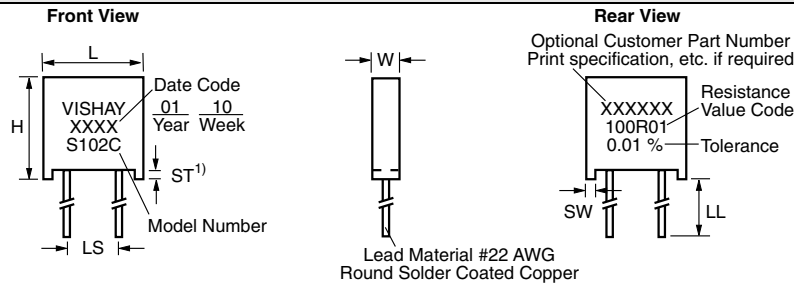 Front View
L
H
Date Code
VISHAY
XXXX
S102C
01 10
Year Week
ST1)
Model Number
LS
W
Lead Material #22 AWG
Round Solder Coated Copper
Rear View
Optional Customer Part Number
Print specification, etc. if required
XXXXXX
100R01
0.01 %
Resistance
Value Code
Tolerance
SW
LL